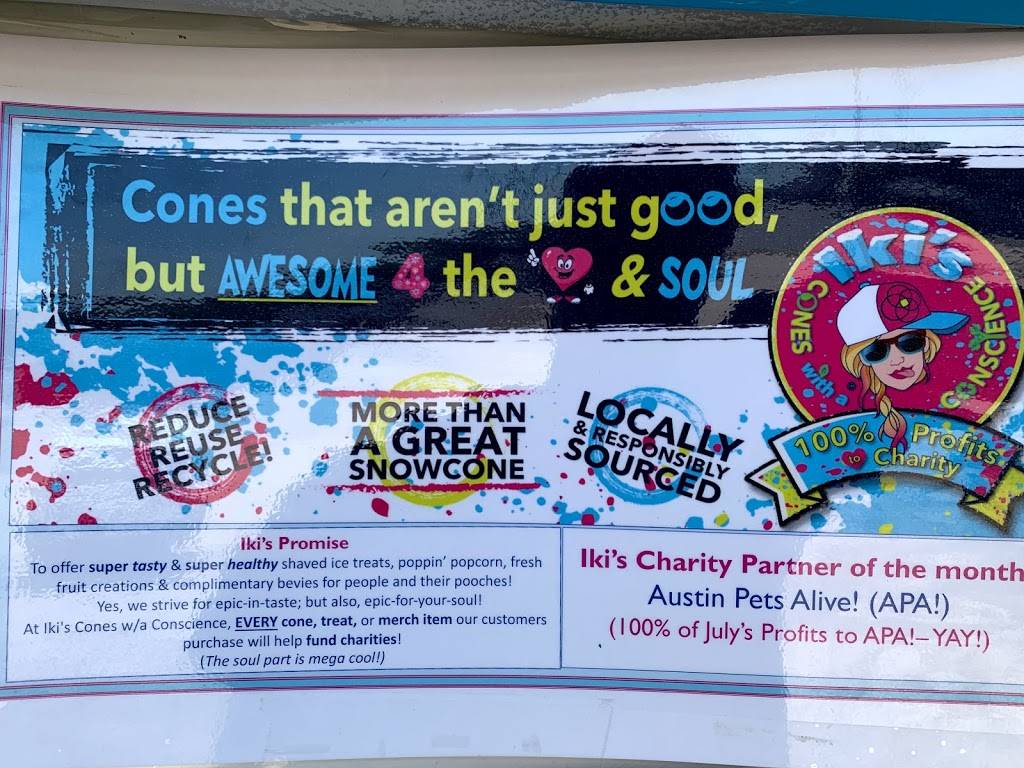 Cones that aren't just good,
but AWESOME 4 the & SOUL
Iki's
CONES with a CONSCIENCE
100% Profits
to Charity
REDUCE
REUSE
RECYCLE!
MORE THAN
A GREAT
SNOWCONE
LOCALLY
& RESPONSIBLY
SOURCED
Iki's Promise
To offer super tasty & super healthy shaved ice treats, poppin' popcorn, fresh
fruit creations & complimentary bevies for people and their pooches!
Yes, we strive for epic-in-taste; but also, epic-for-your-soul!
At Iki's Cones w/a Conscience, EVERY cone, treat, or merch item our customers
purchase will help fund charities!
(The soul part is mega cool!)
Iki's Charity Partner of the month
Austin Pets Alive! (APA!)
(100% of July's Profits to APA!– YAY!)